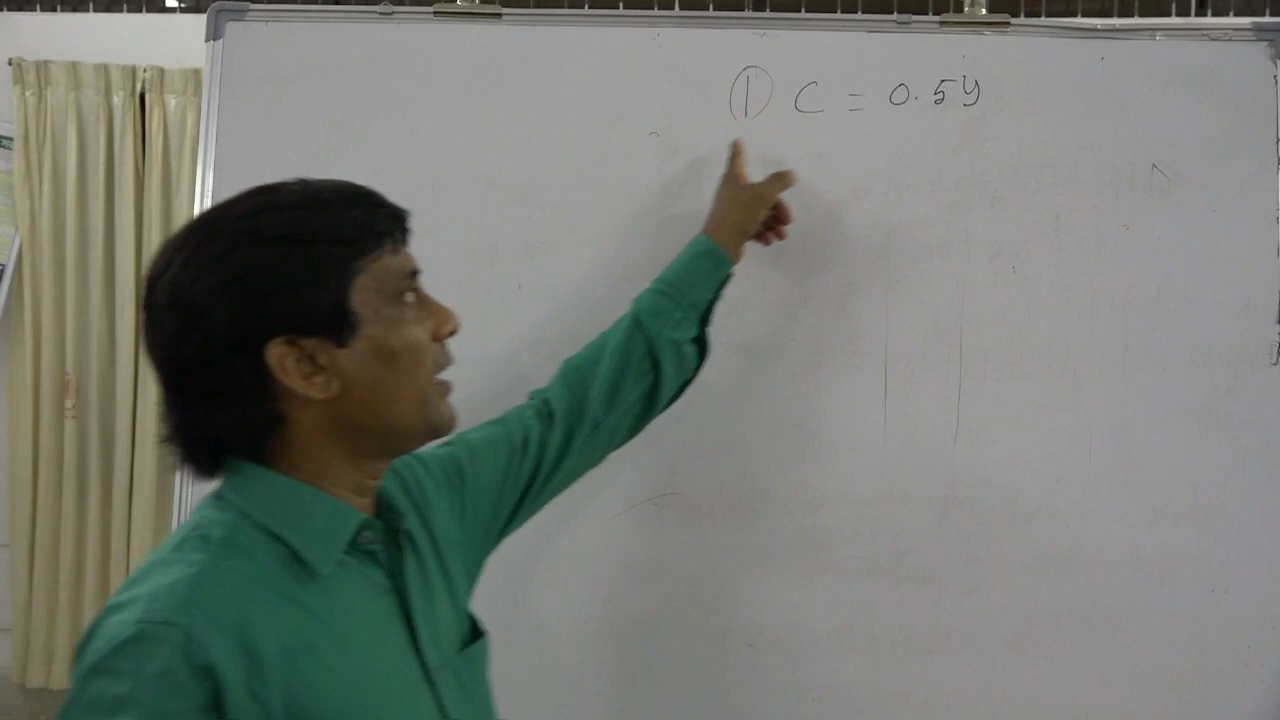 ① C = 0.5y